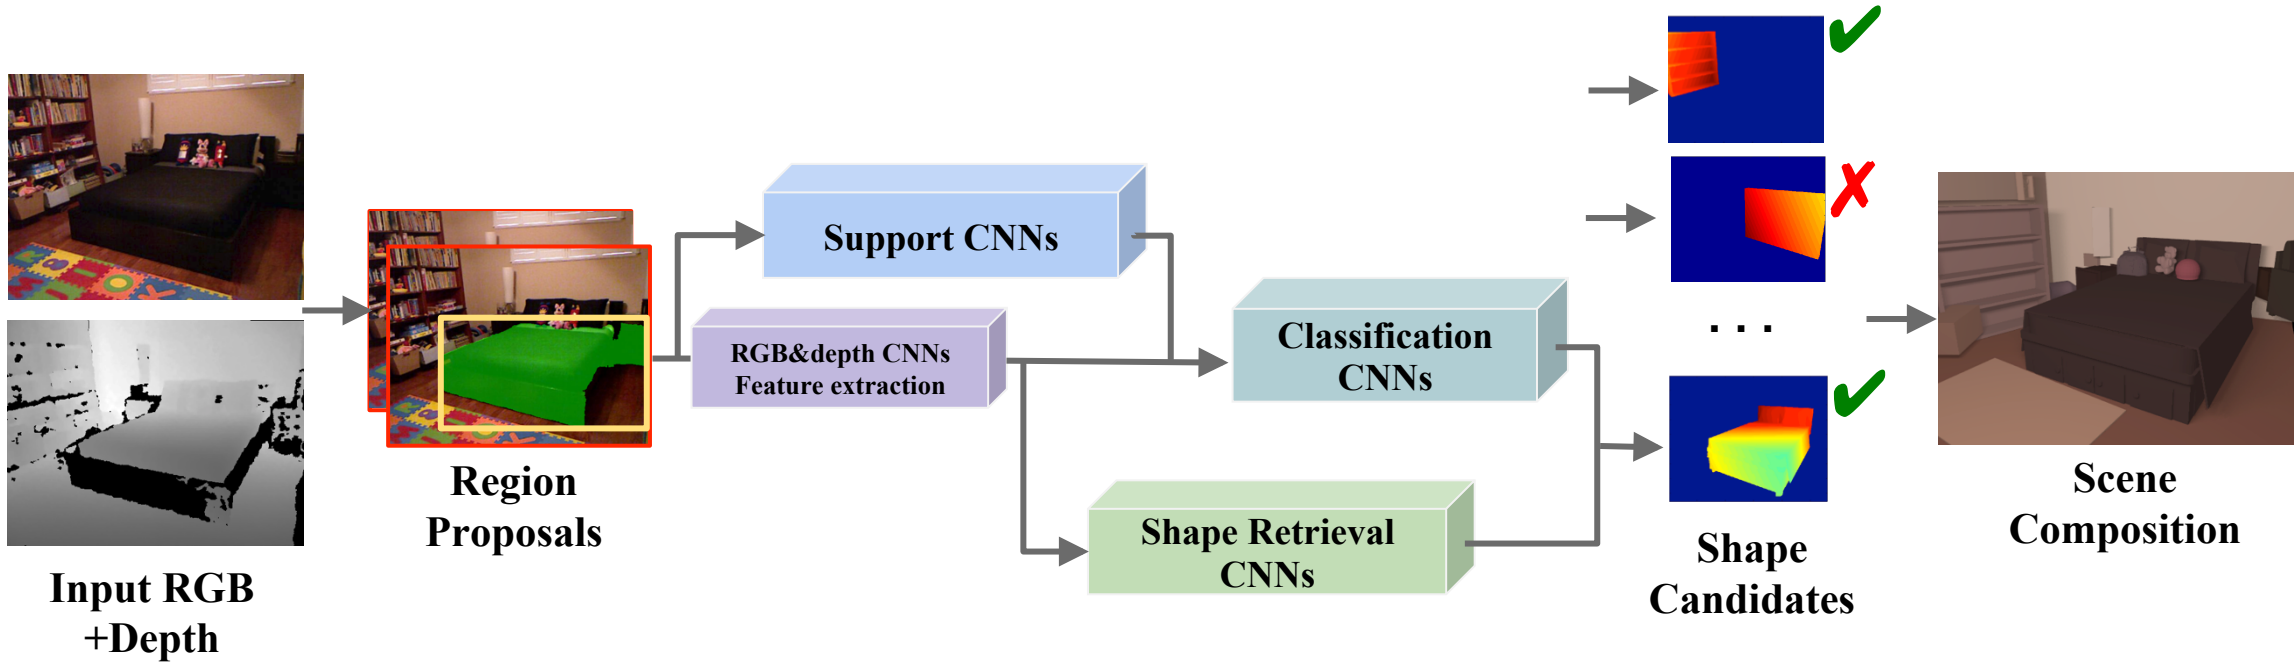 Input RGB
+Depth
Region
Proposals
Support CNNs
RGB&depth CNNs
Feature extraction
Classification
CNNs
Shape Retrieval
CNNs
. . .
Shape
Candidates
Scene
Composition